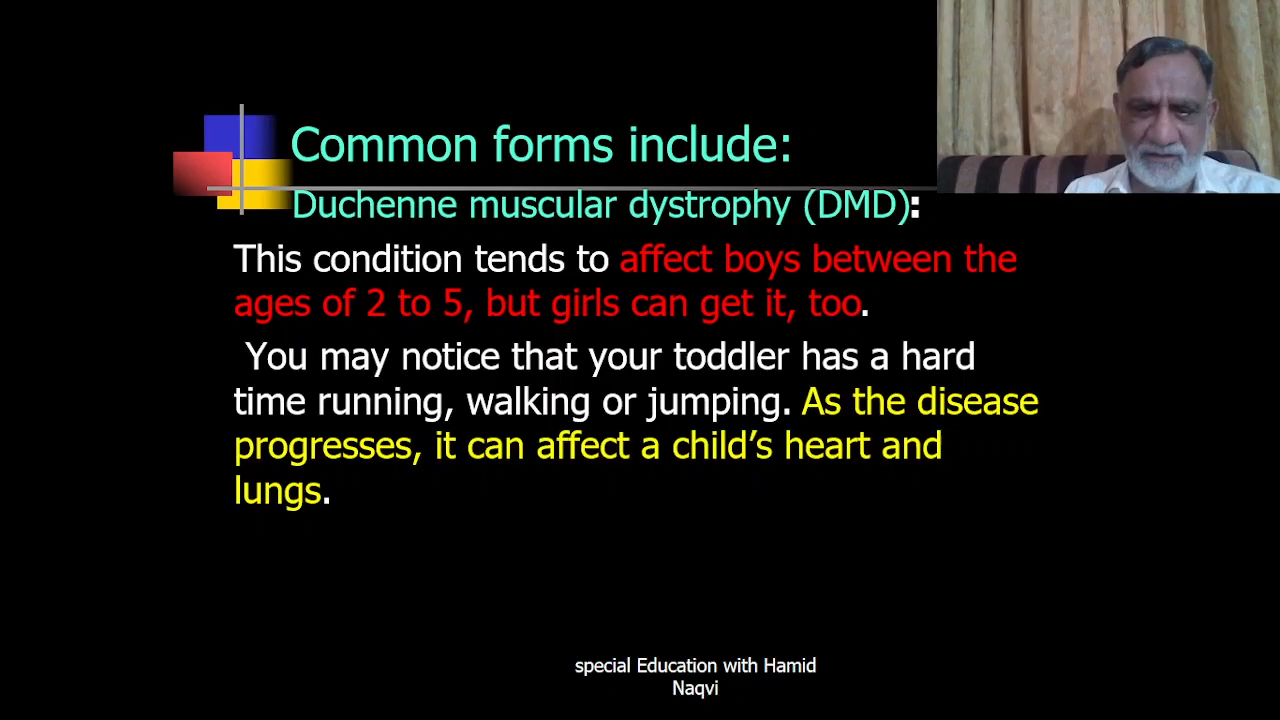 Common forms include:
Duchenne muscular dystrophy (DMD):
This condition tends to affect boys between the
ages of 2 to 5, but girls can get it, too.
You may notice that your toddler has a hard
time running, walking or jumping. As the disease
progresses, it can affect a child’s heart and
lungs.
special Education with Hamid
Naqvi